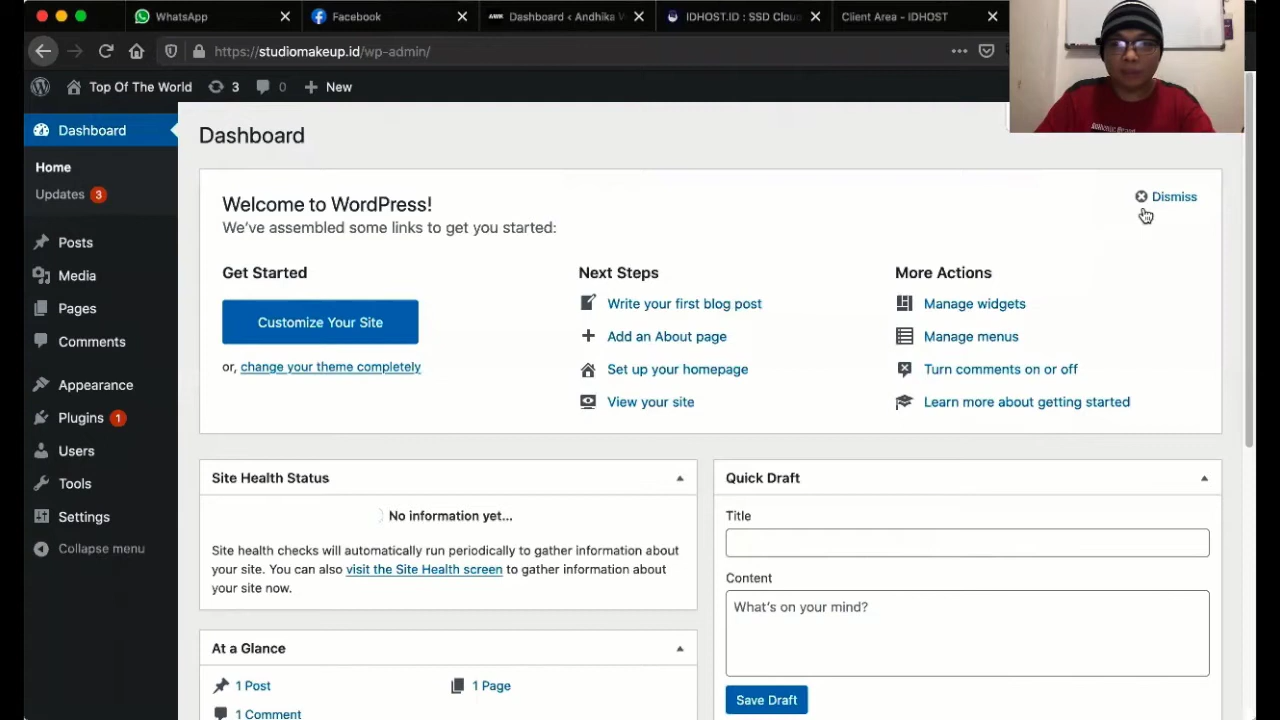 WhatsApp
Facebook
Dashboard ‹ Andhika
IDHOST.ID : SSD Clou
Client Area - IDHOST
https://studiomakeup.id/wp-admin/
Top Of The World
3
0
New
Dashboard
Home
Updates 3
Posts
Media
Pages
Comments
Appearance
Plugins 1
Users
Tools
Settings
Collapse menu
Dashboard
Welcome to WordPress!
Dismiss
We've assembled some links to get you started:
Get Started
Customize Your Site
or, change your theme completely
Next Steps
Write your first blog post
Add an About page
Set up your homepage
View your site
More Actions
Manage widgets
Manage menus
Turn comments on or off
Learn more about getting started
Site Health Status
No information yet...
Site health checks will automatically run periodically to gather information about
your site. You can also visit the Site Health screen to gather information about
your site now.
At a Glance
1 Post
1 Page
1 Comment
Quick Draft
Title
Content
What's on your mind?
Save Draft